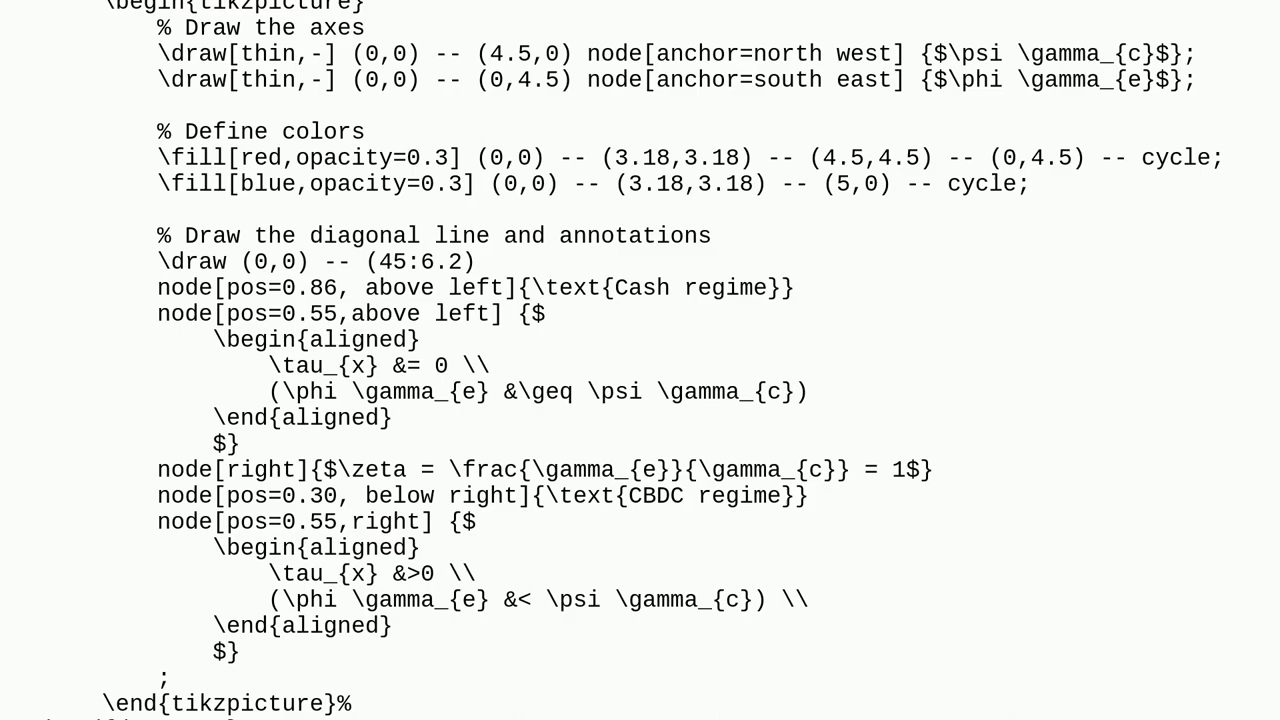 \begin{tikzpicture}
% Draw the axes
\draw[thin,-] (0,0) -- (4.5,0) node[anchor=north west] {$\psi \gamma_{c}$};
\draw[thin,-] (0,0) -- (0,4.5) node[anchor=south east] {$\phi \gamma_{e}$};
% Define colors
\fill[red,opacity=0.3] (0,0) -- (3.18,3.18) -- (4.5,4.5) -- (0,4.5) -- cycle;
\fill[blue,opacity=0.3] (0,0) -- (3.18,3.18) -- (5,0) -- cycle;
% Draw the diagonal line and annotations
\draw (0,0) -- (45:6.2)
node[pos=0.86, above left]{\text{Cash regime}}
node[pos=0.55,above left] {$
\begin{aligned}
\tau_{x} &= 0 \\
(\phi \gamma_{e} &\geq \psi \gamma_{c})
\end{aligned}
$}
node[right]{$\zeta = \frac{\gamma_{e}}{\gamma_{c}} = 1$}
node[pos=0.30, below right]{\text{CBDC regime}}
node[pos=0.55,right] {$
\begin{aligned}
\tau_{x} &>0 \\
(\phi \gamma_{e} &< \psi \gamma_{c}) \\
\end{aligned}
$}
;
\end{tikzpicture}%